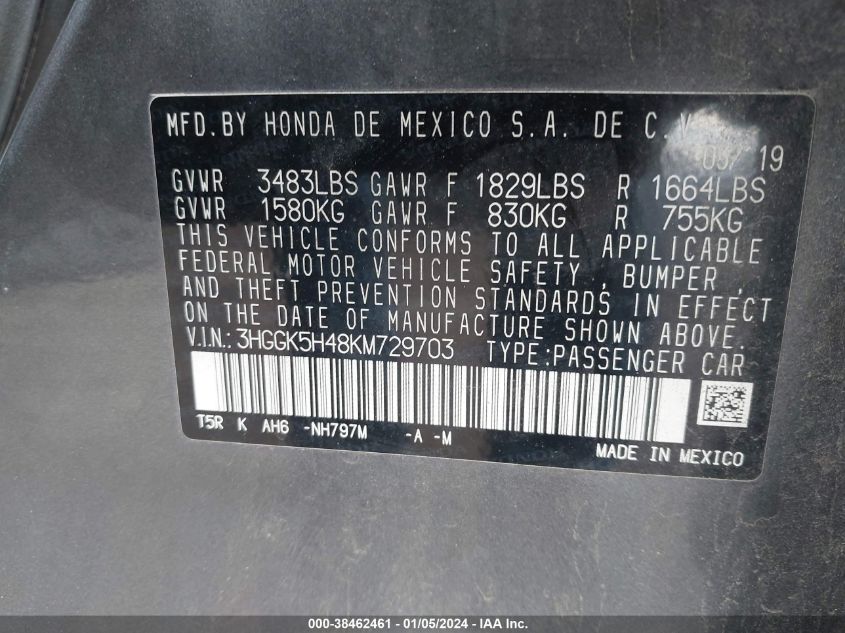 MFD.BY HONDA DE MEXICO S.A. DE C.V.
03/19
GVWR 3483LBS GAWR F 1829LBS R 1664LBS
GVWR 1580KG GAWR F 830KG R 755KG
THIS VEHICLE CONFORMS TO ALL APPLICABLE
FEDERAL MOTOR VEHICLE SAFETY , BUMPER ,
AND THEFT PREVENTION STANDARDS IN EFFECT
ON THE DATE OF MANUFACTURE SHOWN ABOVE.
V.I.N.: 3HGGK5H48KM729703 TYPE:PASSENGER CAR
T5R K AH6 -NH797M -A -M
MADE IN MEXICO
000-38462461 - 01/05/2024 - IAA Inc.